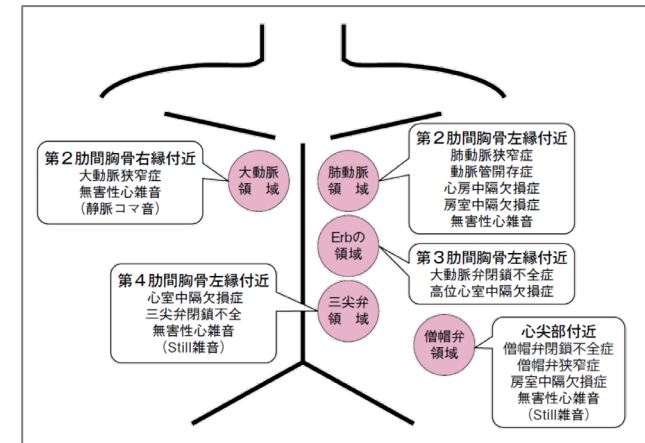 第2肋間胸骨右縁付近
大動脈狭窄症
無害性心雑音
(静脈コマ音)
大動脈
領 域
肺動脈
領 域
第2肋間胸骨左縁付近
肺動脈狭窄症
動脈管開存症
心房中隔欠損症
房室中隔欠損症
無害性心雑音
Erbの
領域
第3肋間胸骨左縁付近
大動脈弁閉鎖不全症
高位心室中隔欠損症
第4肋間胸骨左縁付近
心室中隔欠損症
三尖弁閉鎖不全
無害性心雑音
(Still雑音)
三尖弁
領 域
僧帽弁
領域
心尖部付近
僧帽弁閉鎖不全症
僧帽弁狭窄症
房室中隔欠損症
無害性心雑音
(Still雑音)